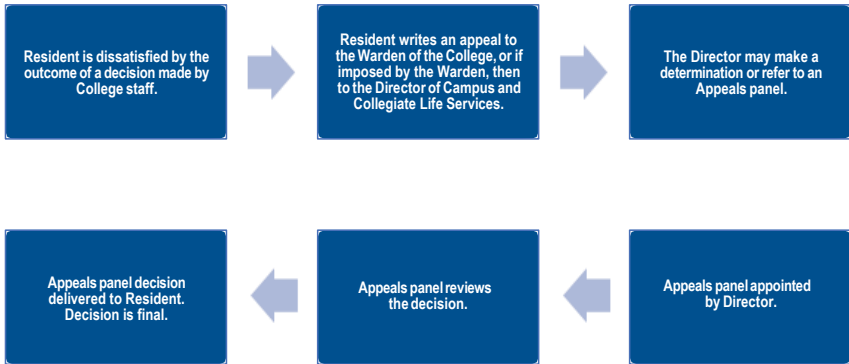 Resident is dissatisfied by the
outcome of a decision made by
College staff.
Resident writes an appeal to
the Warden of the College, or if
imposed by the Warden, then
to the Director of Campus and
Collegiate Life Services.
The Director may make a
determination or refer to an
Appeals panel.
Appeals panel appointed
by Director.
Appeals panel reviews
the decision.
Appeals panel decision
delivered to Resident.
Decision is final.